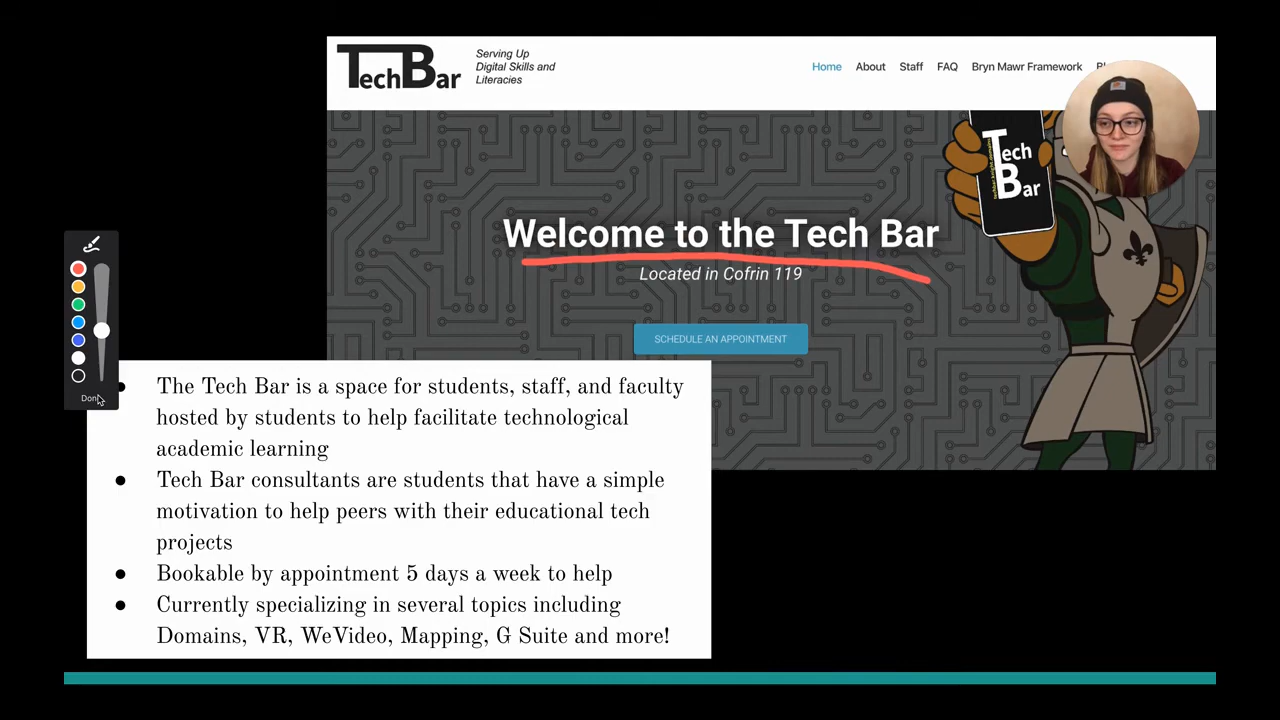 TechBar
Serving Up
Digital Skills and
Literacies
Home About Staff FAQ Bryn Mawr Framework
Tech
Bar
Welcome to the Tech Bar
Located in Cofrin 119
SCHEDULE AN APPOINTMENT
Done
● The Tech Bar is a space for students, staff, and faculty
hosted by students to help facilitate technological
academic learning
● Tech Bar consultants are students that have a simple
motivation to help peers with their educational tech
projects
● Bookable by appointment 5 days a week to help
● Currently specializing in several topics including
Domains, VR, WeVideo, Mapping, G Suite and more!